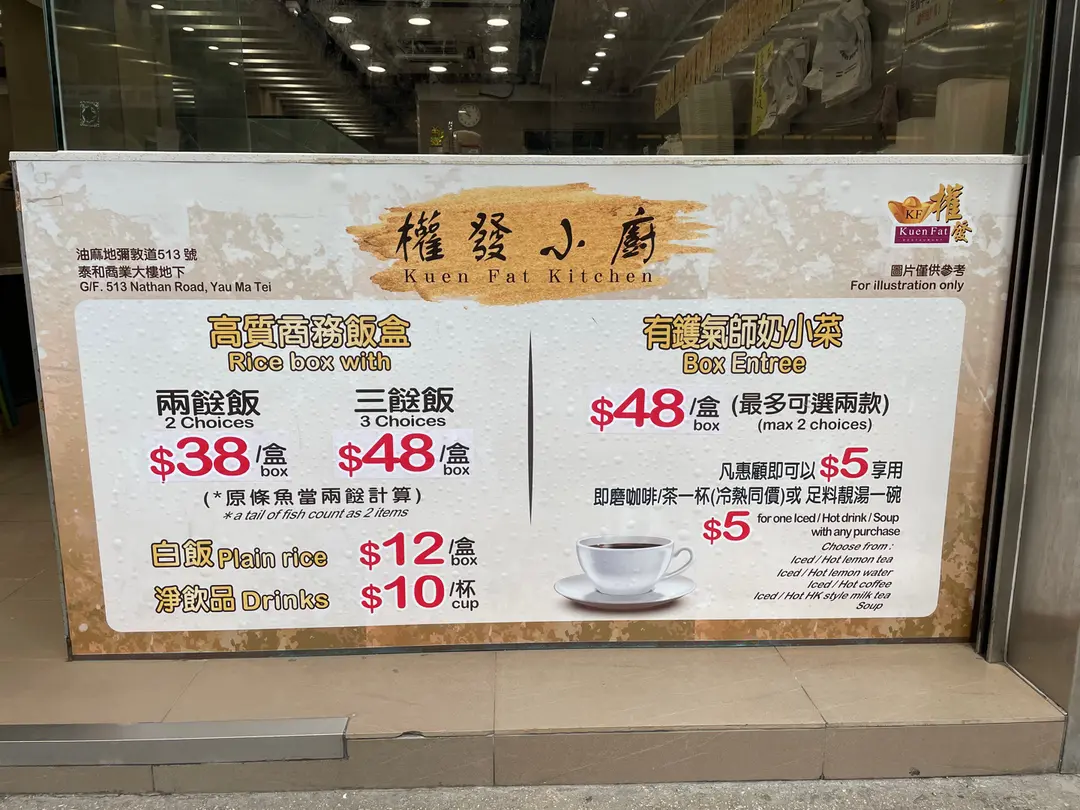 權發小廚
Kuen Fat Kitchen
KF
權發
Kuen Fat
RESTAURANT
油麻地彌敦道513 號
泰和商業大樓地下
G/F. 513 Nathan Road, Yau Ma Tei
圖片僅供參考
For illustration only
高質商務飯盒
Rice box with
兩餸飯
2 Choices
$38/盒
box
三餸飯
3 Choices
$48/盒
box
(*原條魚當兩餸計算)
*a tail of fish count as 2 items
白飯 Plain rice $12/盒
box
淨飲品 Drinks $10/杯
cup
有鑊氣師奶小菜
Box Entree
$48/盒 (最多可選兩款)
box (max 2 choices)
凡惠顧即可以 $5 享用
即磨咖啡/茶一杯(冷熱同價)或 足料靚湯一碗
$5 for one Iced / Hot drink / Soup
with any purchase
Choose from :
Iced / Hot lemon tea
Iced / Hot lemon water
Iced / Hot coffee
Iced / Hot HK style milk tea
Soup